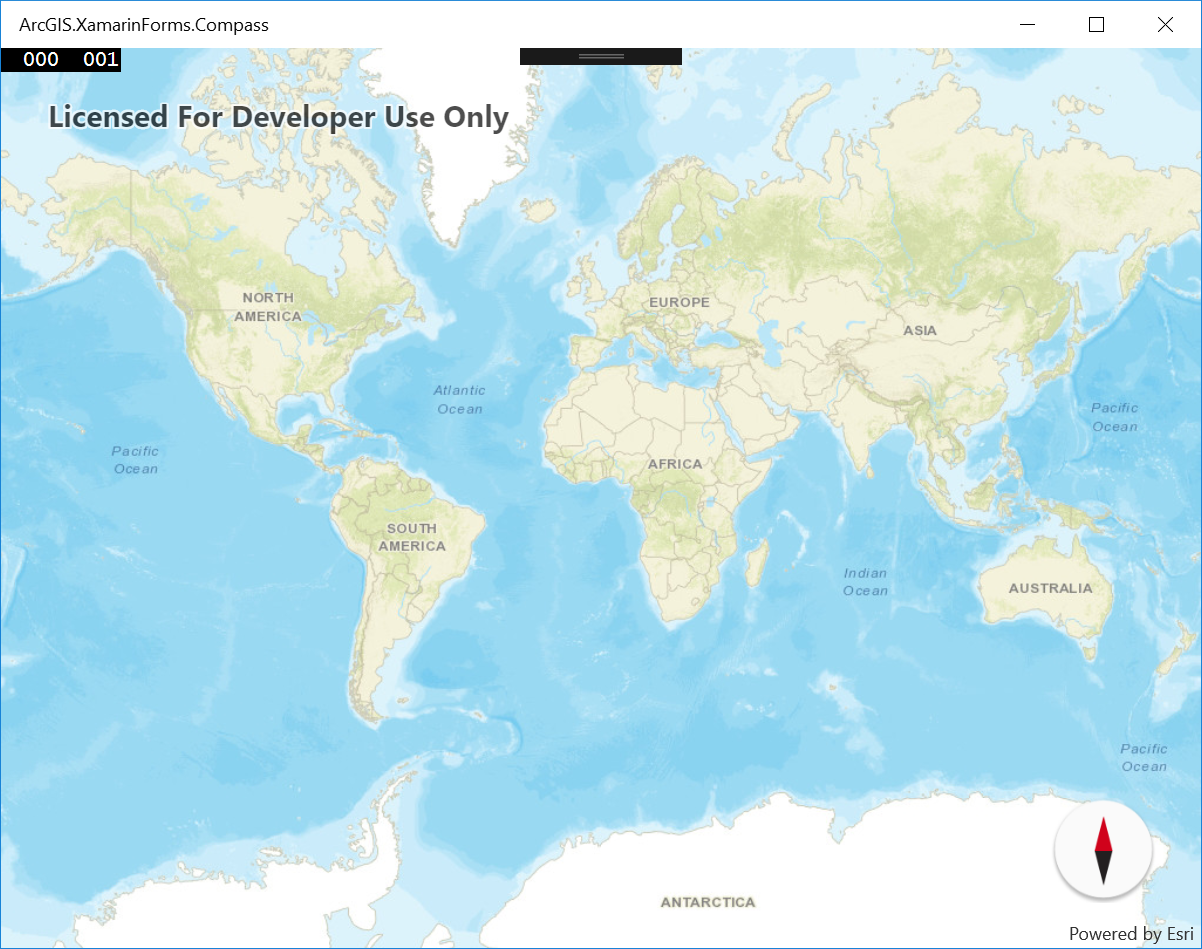 ArcGIS.XamarinForms.Compass
000 001
Licensed For Developer Use Only
NORTH
AMERICA
EUROPE
ASIA
Atlantic
Ocean
Pacific
Ocean
Pacific
Ocean
AFRICA
SOUTH
AMERICA
Indian
Ocean
AUSTRALIA
Pacific
Ocean
ANTARCTICA
Powered by Esri